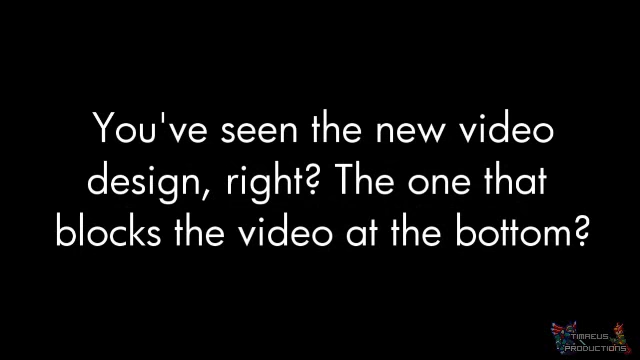 You've seen the new video
design, right? The one that
blocks the video at the bottom?
TIMAEUS
PRODUCTIONS